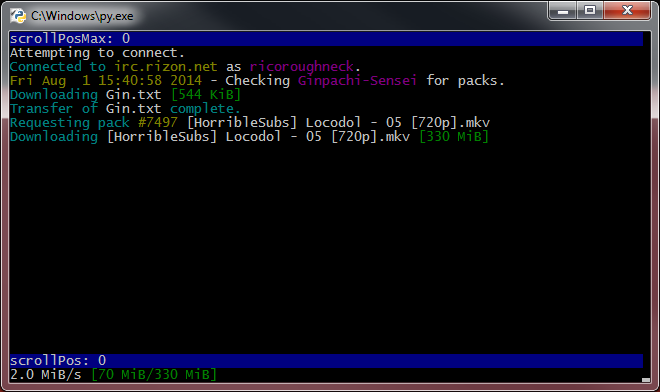 C:\Windows\py.exe
scrollPosMax: 0
Attempting to connect.
Connected to irc.rizon.net as ricoroughneck.
Fri Aug  1 15:40:58 2014 - Checking Ginpachi-Sensei for packs.
Downloading Gin.txt [544 KiB]
Transfer of Gin.txt complete.
Requesting pack #7497 [HorribleSubs] Locodol - 05 [720p].mkv
Downloading [HorribleSubs] Locodol - 05 [720p].mkv [330 MiB]
scrollPos: 0
2.0 MiB/s [70 MiB/330 MiB]